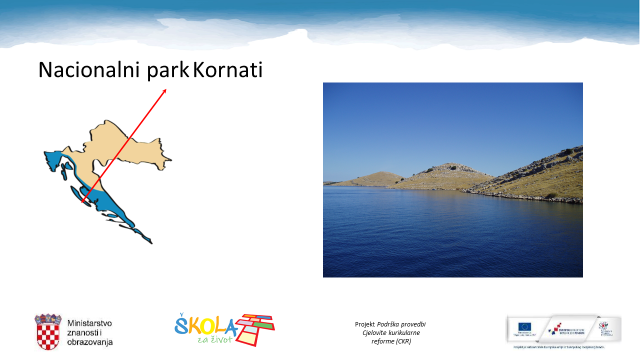 Nacionalni park Kornati
Ministarstvo
znanosti i
obrazovanja
ŠKOLA
za život
Projekt Podrška provedbi
Cjelovite kurikularne
reforme (CKR)